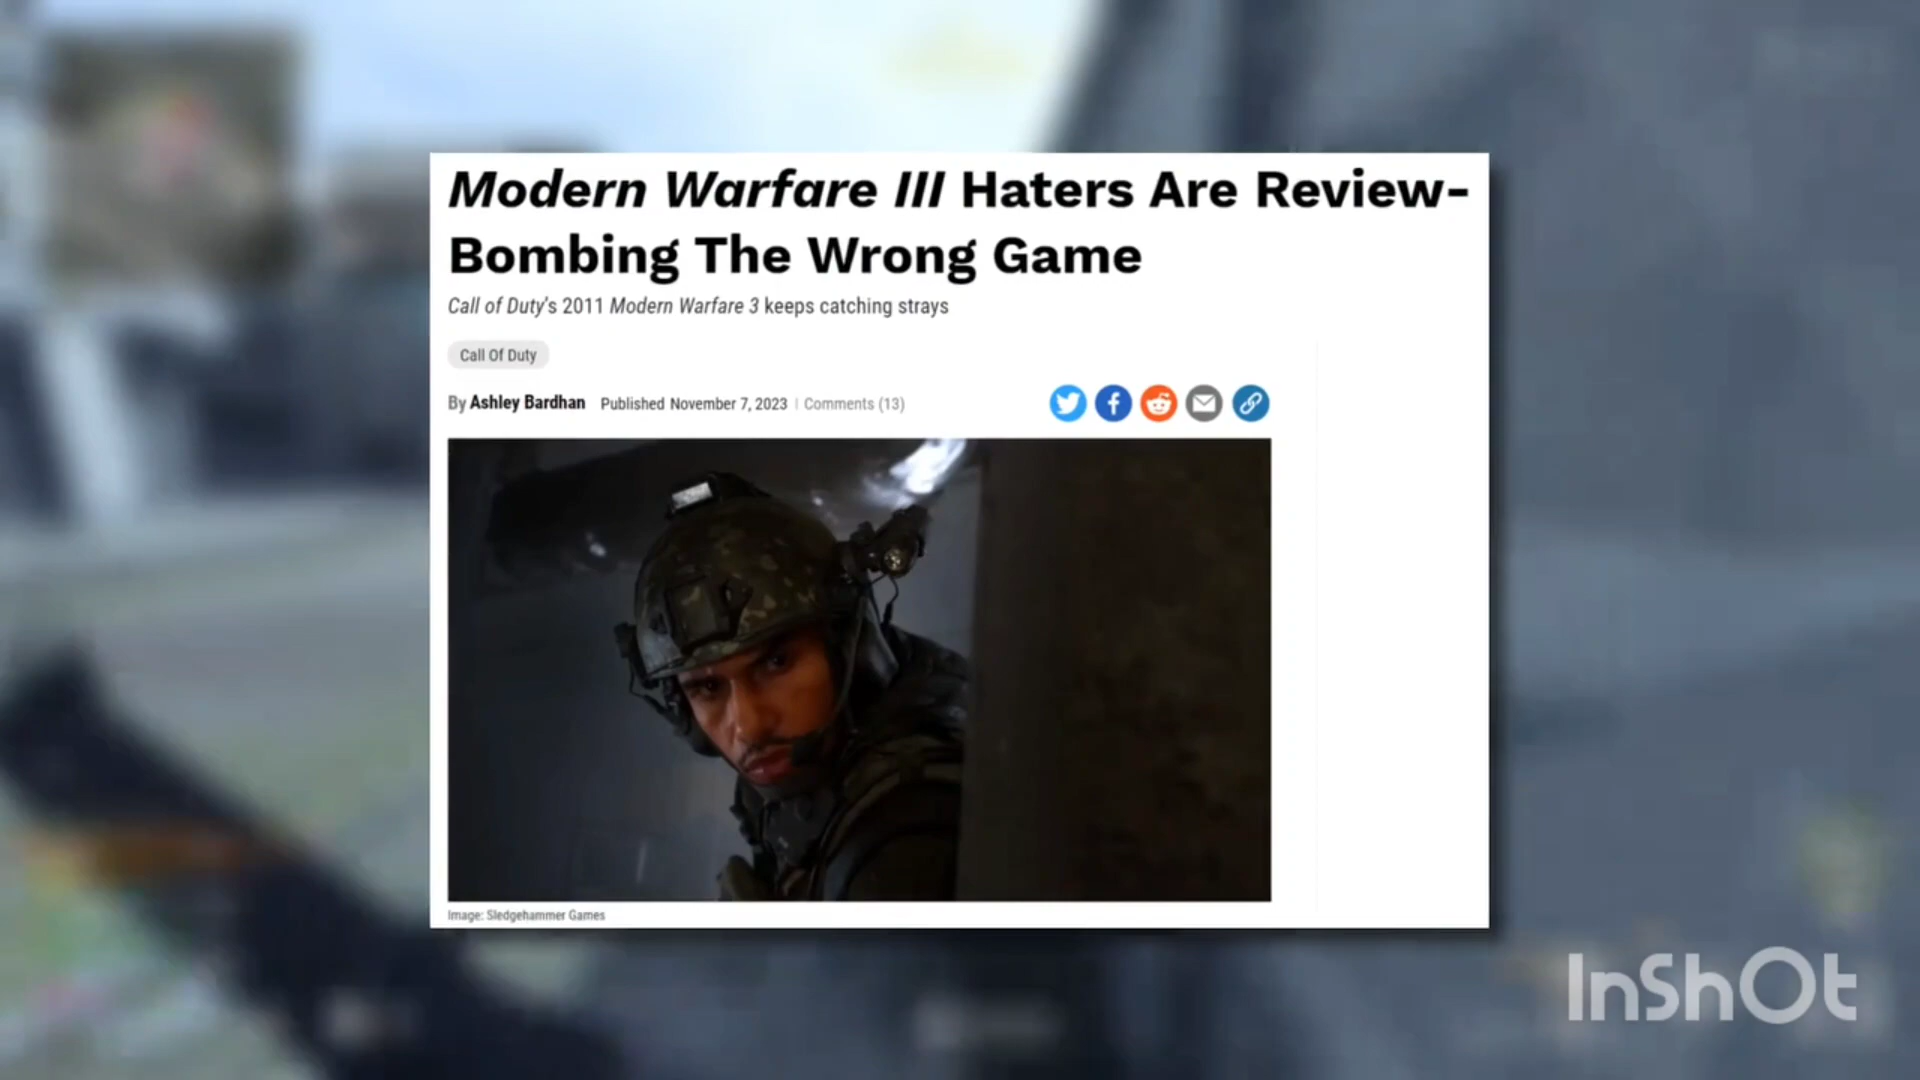 Modern Warfare III Haters Are Review-
Bombing The Wrong Game
Call of Duty's 2011 Modern Warfare 3 keeps catching strays
Call Of Duty
By Ashley Bardhan Published November 7, 2023 | Comments (13)
Image: Sledgehammer Games
InShOt